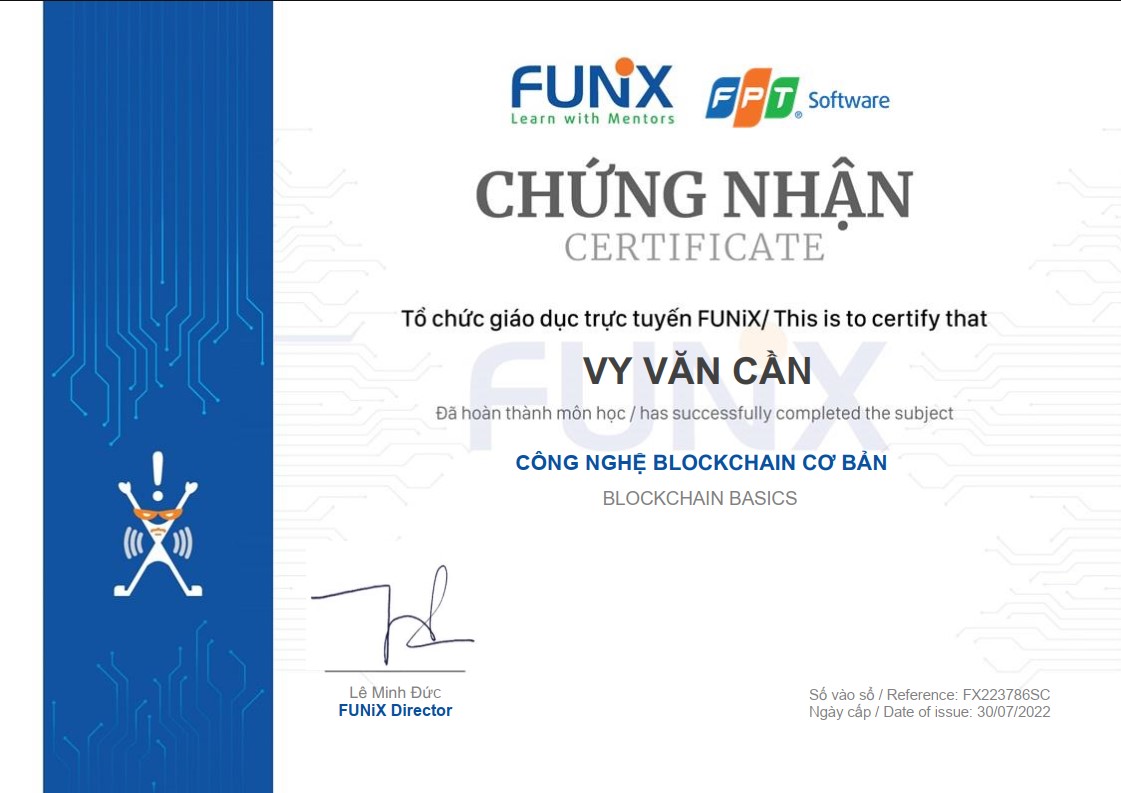 FUNiX
Learn with Mentors
FPT® Software
CHỨNG NHẬN
CERTIFICATE
Tổ chức giáo dục trực tuyến FUNiX/ This is to certify that
FUNiX
VY VĂN CẦN
Đã hoàn thành môn học / has successfully completed the subject
CÔNG NGHỆ BLOCKCHAIN CƠ BẢN
BLOCKCHAIN BASICS
Lê Minh Đức
FUNiX Director
Số vào sổ / Reference: FX223786SC
Ngày cấp / Date of issue: 30/07/2022